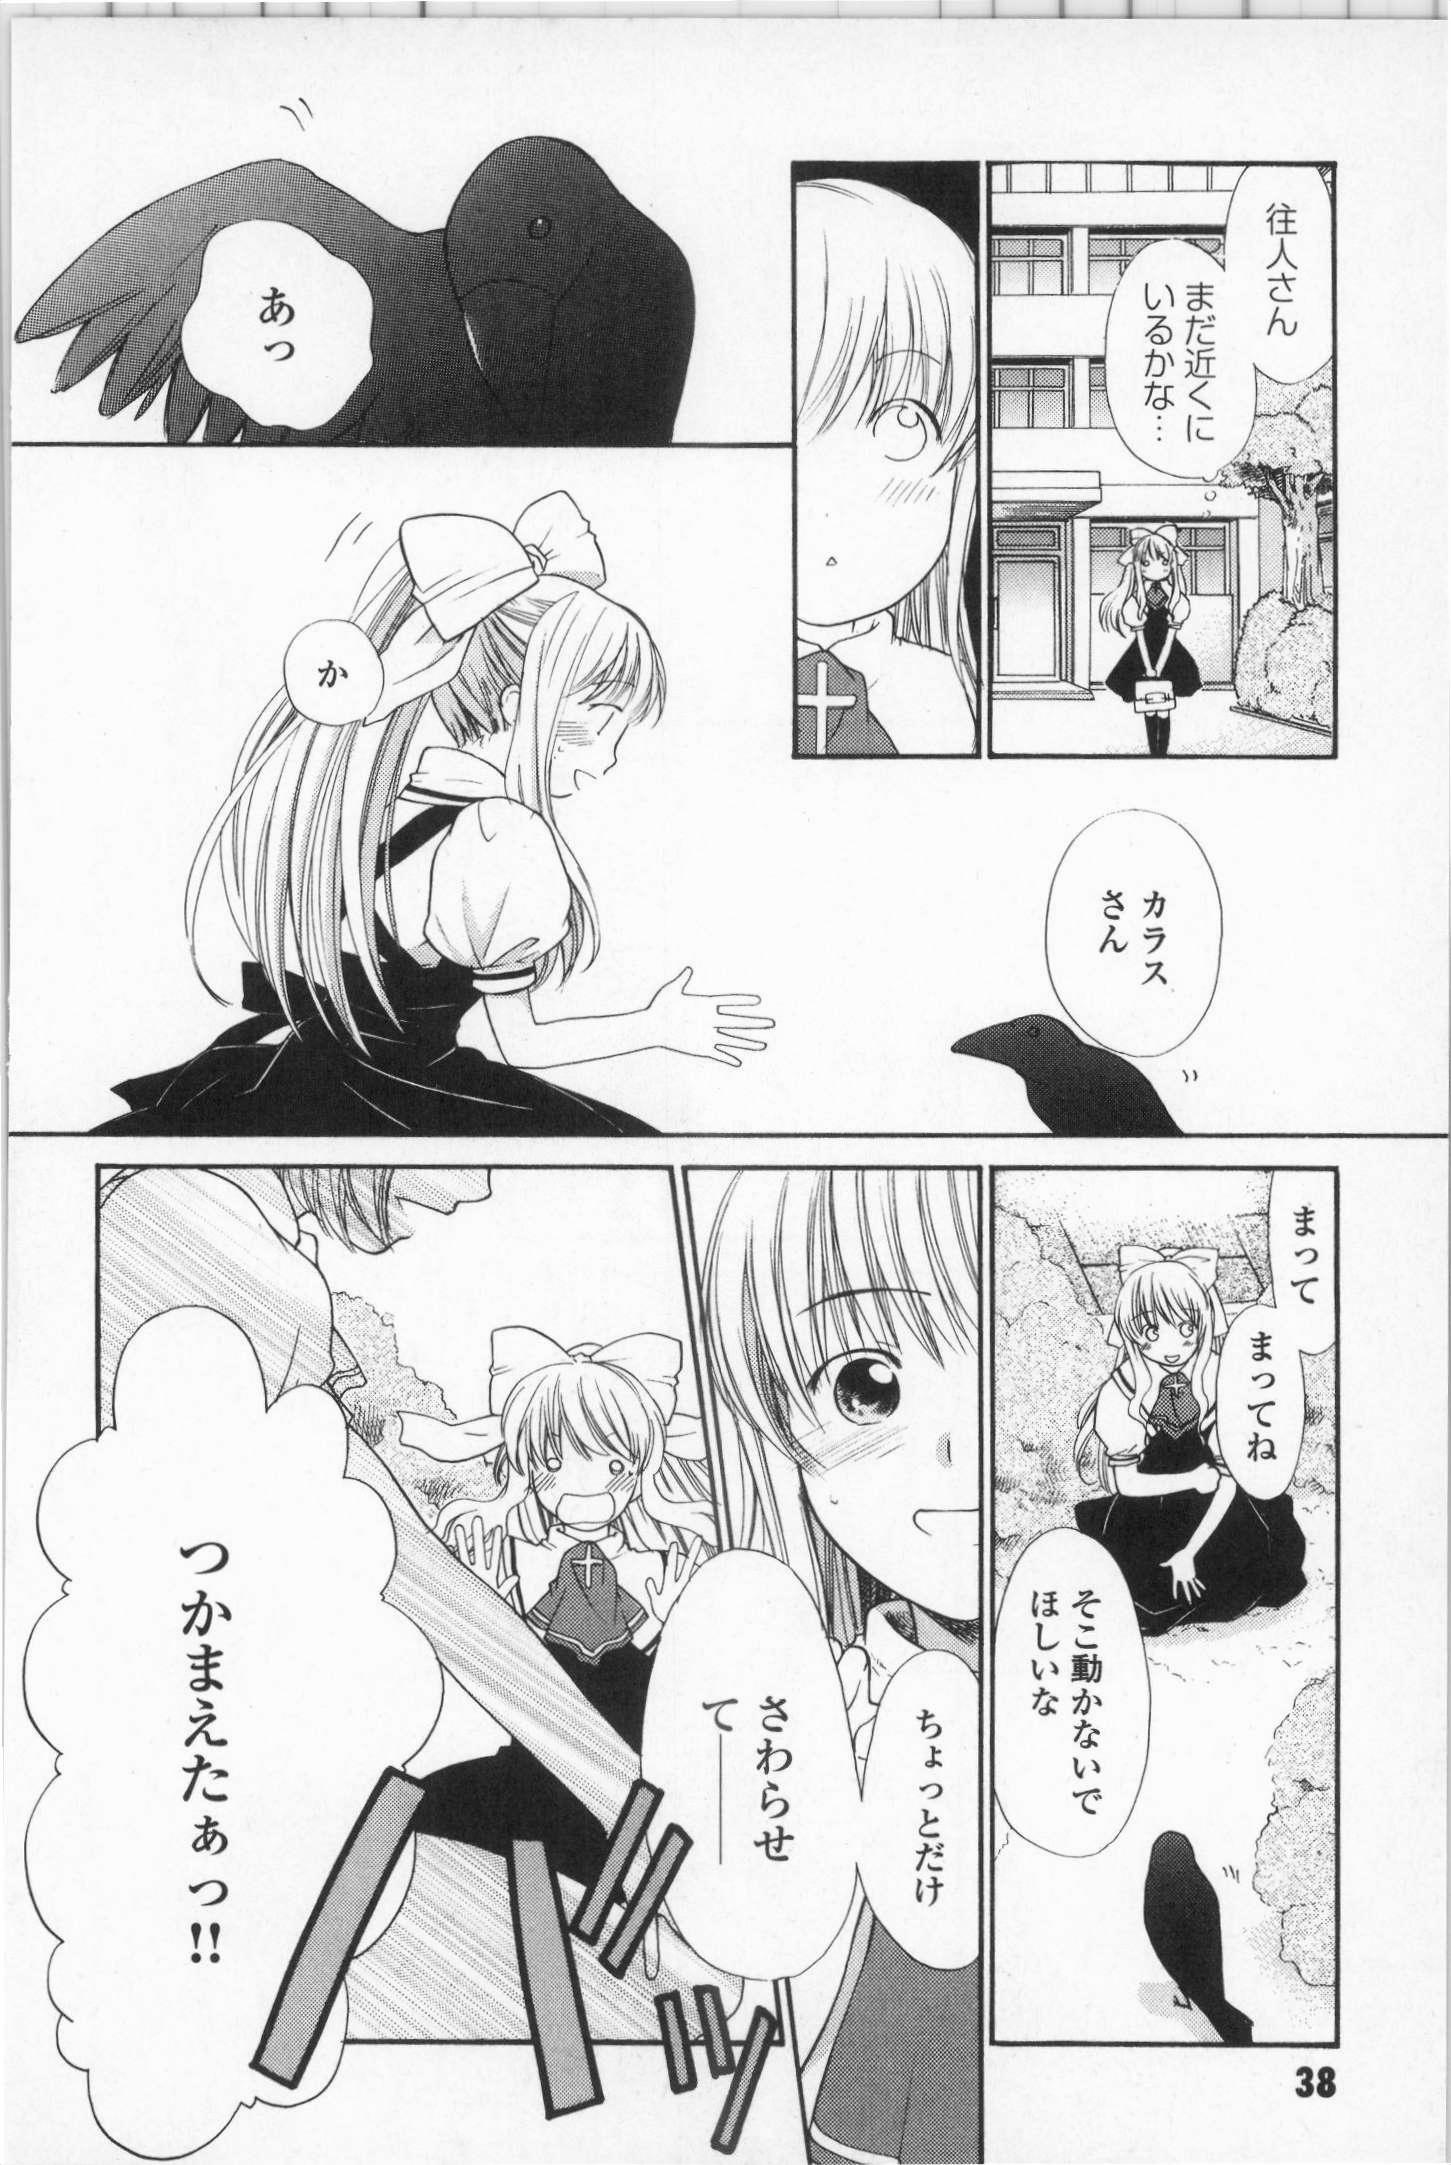 往人さん
まだ近くに
いるかな…
あっ
か
カラス
さん
まって
まってね
そこ動かないで
ほしいな
ちょっとだけ
さわらせ
て——
つかまえたぁっ!!
バババ
38